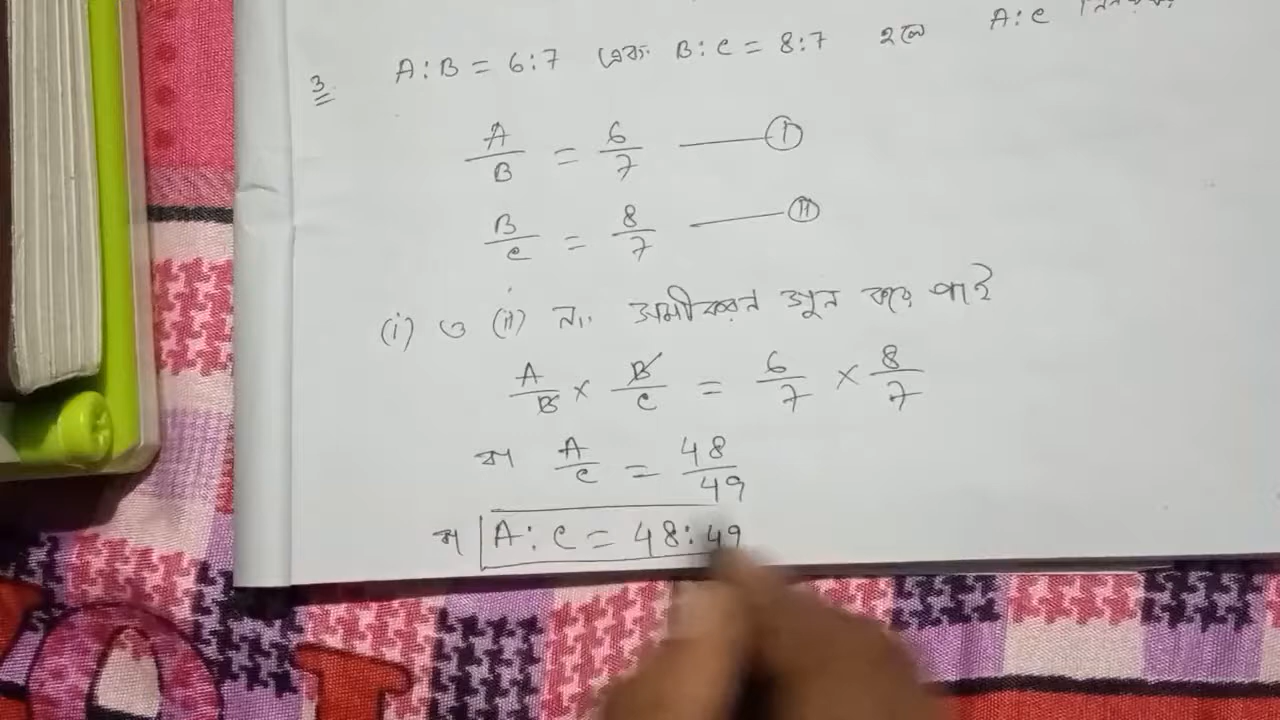 3 A:B = 6:7 এবং B:C = 8:7 হলে A:C
A/B = 6/7 —— I
B/C = 8/7 —— II
(i) ও (ii) নং সমীকরন গুন করে পাই
A/B × B/C = 6/7 × 8/7
বা A/C = 48/49
বা A:C = 48:49